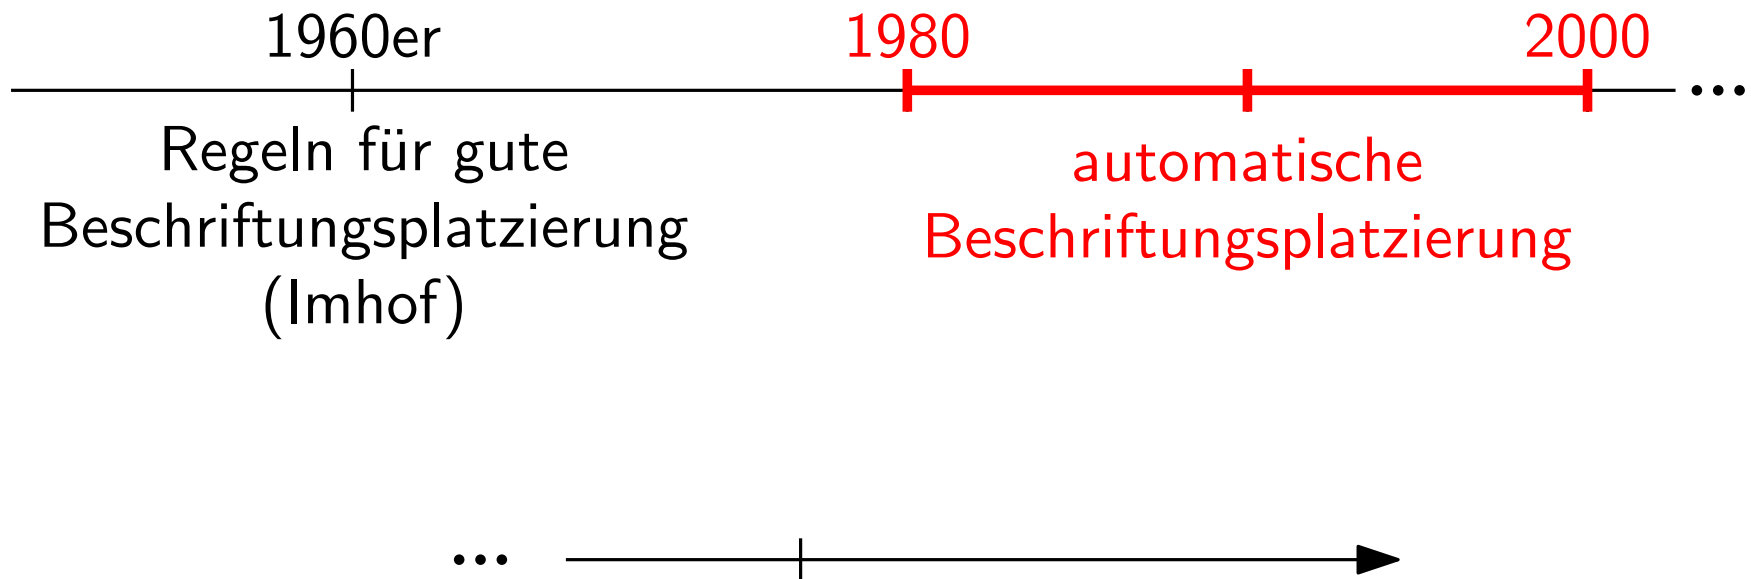 1960er
1980
2000
...
Regeln für gute
Beschriftungsplatzierung
(Imhof)
automatische
Beschriftungsplatzierung
...